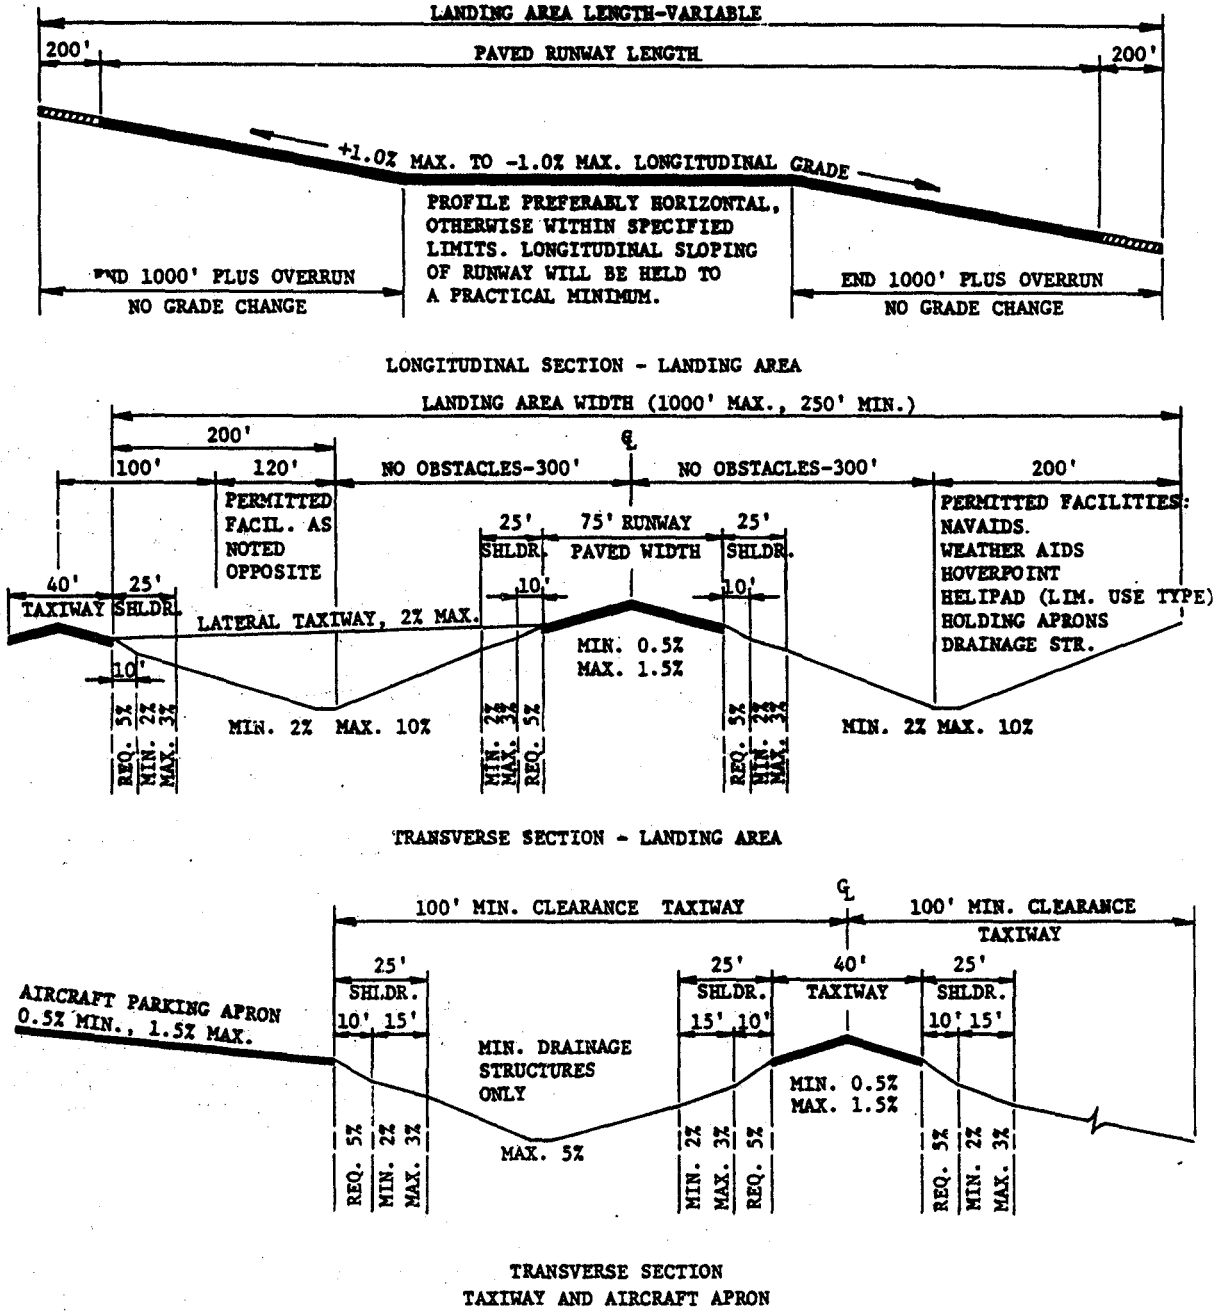 LANDING AREA LENGTH-VARIABLE
200'
PAVED RUNWAY LENGTH
200'
+1.0% MAX. TO -1.0% MAX. LONGITUDINAL GRADE
PROFILE PREFERABLY HORIZONTAL,
OTHERWISE WITHIN SPECIFIED
LIMITS. LONGITUDINAL SLOPING
OF RUNWAY WILL BE HELD TO
A PRACTICAL MINIMUM.
END 1000' PLUS OVERRUN
NO GRADE CHANGE
END 1000' PLUS OVERRUN
NO GRADE CHANGE
LONGITUDINAL SECTION - LANDING AREA
LANDING AREA WIDTH (1000' MAX., 250' MIN.)
200'
℄
100'
120'
NO OBSTACLES-300'
NO OBSTACLES-300'
200'
PERMITTED
FACIL. AS
NOTED
OPPOSITE
25'
SHLDR.
75' RUNWAY
PAVED WIDTH
25'
SHLDR.
PERMITTED FACILITIES:
NAVAIDS.
WEATHER AIDS
HOVERPOINT
HELIPAD (LIM. USE TYPE)
HOLDING APRONS
DRAINAGE STR.
40'
TAXIWAY
25'
SHLDR.
10'
10'
LATERAL TAXIWAY, 2% MAX.
MIN. 0.5%
MAX. 1.5%
10'
REQ. 5%
MIN. 2%
MAX. 3%
MIN. 2% MAX. 10%
MIN. 2%
MAX. 3%
REQ. 5%
REQ. 5%
MIN. 2%
MAX. 3%
MIN. 2% MAX. 10%
TRANSVERSE SECTION - LANDING AREA
℄
100' MIN. CLEARANCE TAXIWAY
100' MIN. CLEARANCE
TAXIWAY
25'
SHLDR.
10'
15'
25'
SHLDR.
15'
10'
40'
TAXIWAY
25'
SHLDR.
10'
15'
AIRCRAFT PARKING APRON
0.5% MIN., 1.5% MAX.
MIN. DRAINAGE
STRUCTURES
ONLY
MIN. 0.5%
MAX. 1.5%
MAX. 5%
REQ. 5%
MIN. 2%
MAX. 3%
MIN. 2%
MAX. 3%
REQ. 5%
REQ. 5%
MIN. 2%
MAX. 3%
TRANSVERSE SECTION
TAXIWAY AND AIRCRAFT APRON